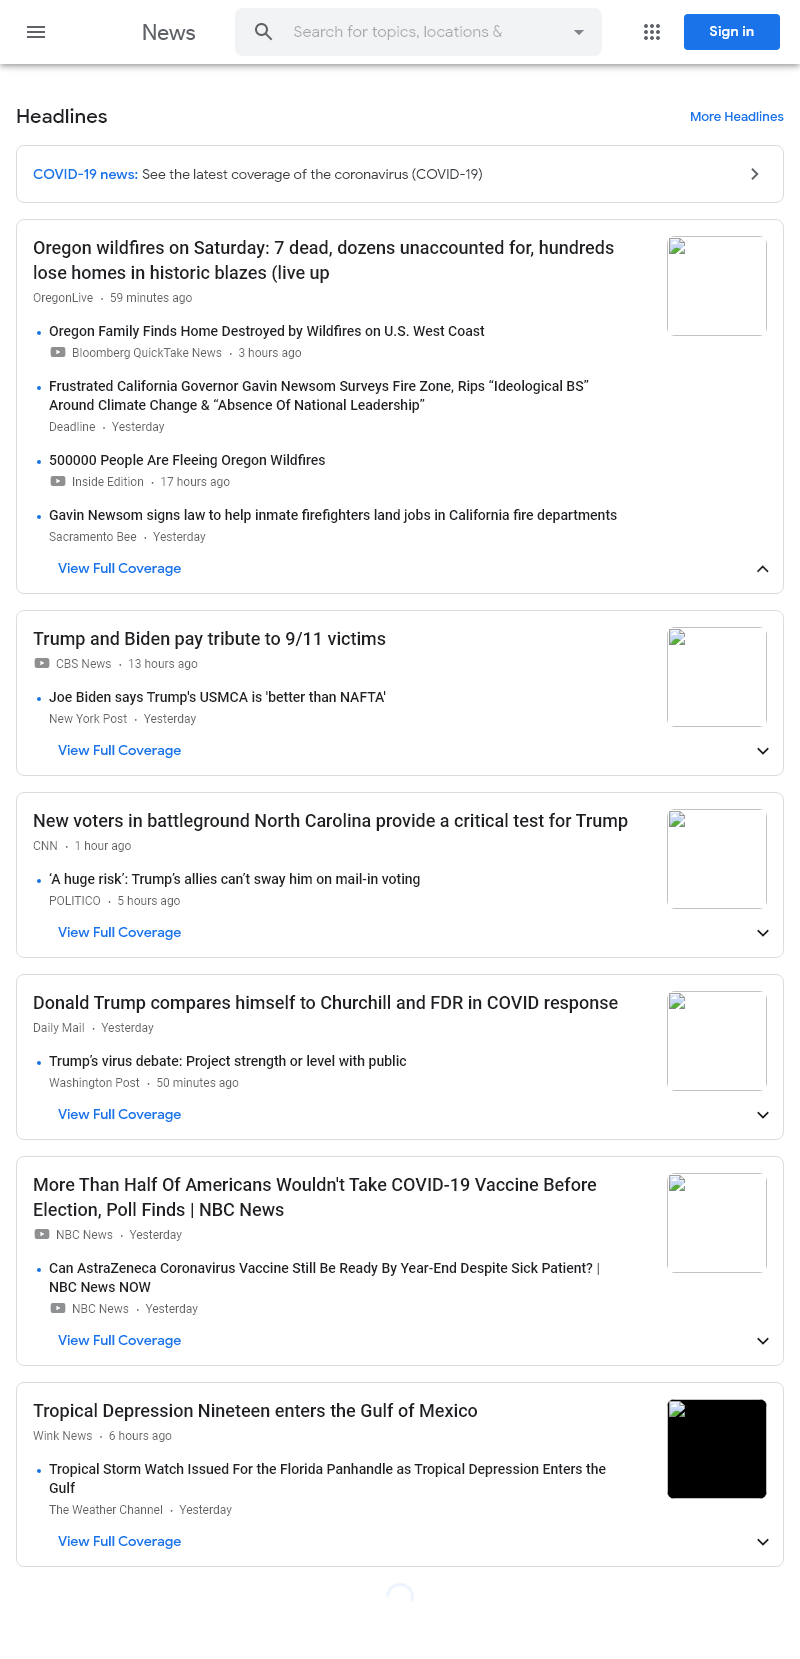 News
Search for topics, locations &
Sign in
Headlines
More Headlines
COVID-19 news: See the latest coverage of the coronavirus (COVID-19)
Oregon wildfires on Saturday: 7 dead, dozens unaccounted for, hundreds
lose homes in historic blazes (live up
OregonLive · 59 minutes ago
Oregon Family Finds Home Destroyed by Wildfires on U.S. West Coast
Bloomberg QuickTake News · 3 hours ago
Frustrated California Governor Gavin Newsom Surveys Fire Zone, Rips “Ideological BS”
Around Climate Change & “Absence Of National Leadership”
Deadline · Yesterday
500000 People Are Fleeing Oregon Wildfires
Inside Edition · 17 hours ago
Gavin Newsom signs law to help inmate firefighters land jobs in California fire departments
Sacramento Bee · Yesterday
View Full Coverage
Trump and Biden pay tribute to 9/11 victims
CBS News · 13 hours ago
Joe Biden says Trump's USMCA is 'better than NAFTA'
New York Post · Yesterday
View Full Coverage
New voters in battleground North Carolina provide a critical test for Trump
CNN · 1 hour ago
‘A huge risk’: Trump’s allies can’t sway him on mail-in voting
POLITICO · 5 hours ago
View Full Coverage
Donald Trump compares himself to Churchill and FDR in COVID response
Daily Mail · Yesterday
Trump’s virus debate: Project strength or level with public
Washington Post · 50 minutes ago
View Full Coverage
More Than Half Of Americans Wouldn't Take COVID-19 Vaccine Before
Election, Poll Finds | NBC News
NBC News · Yesterday
Can AstraZeneca Coronavirus Vaccine Still Be Ready By Year-End Despite Sick Patient? |
NBC News NOW
NBC News · Yesterday
View Full Coverage
Tropical Depression Nineteen enters the Gulf of Mexico
Wink News · 6 hours ago
Tropical Storm Watch Issued For the Florida Panhandle as Tropical Depression Enters the
Gulf
The Weather Channel · Yesterday
View Full Coverage